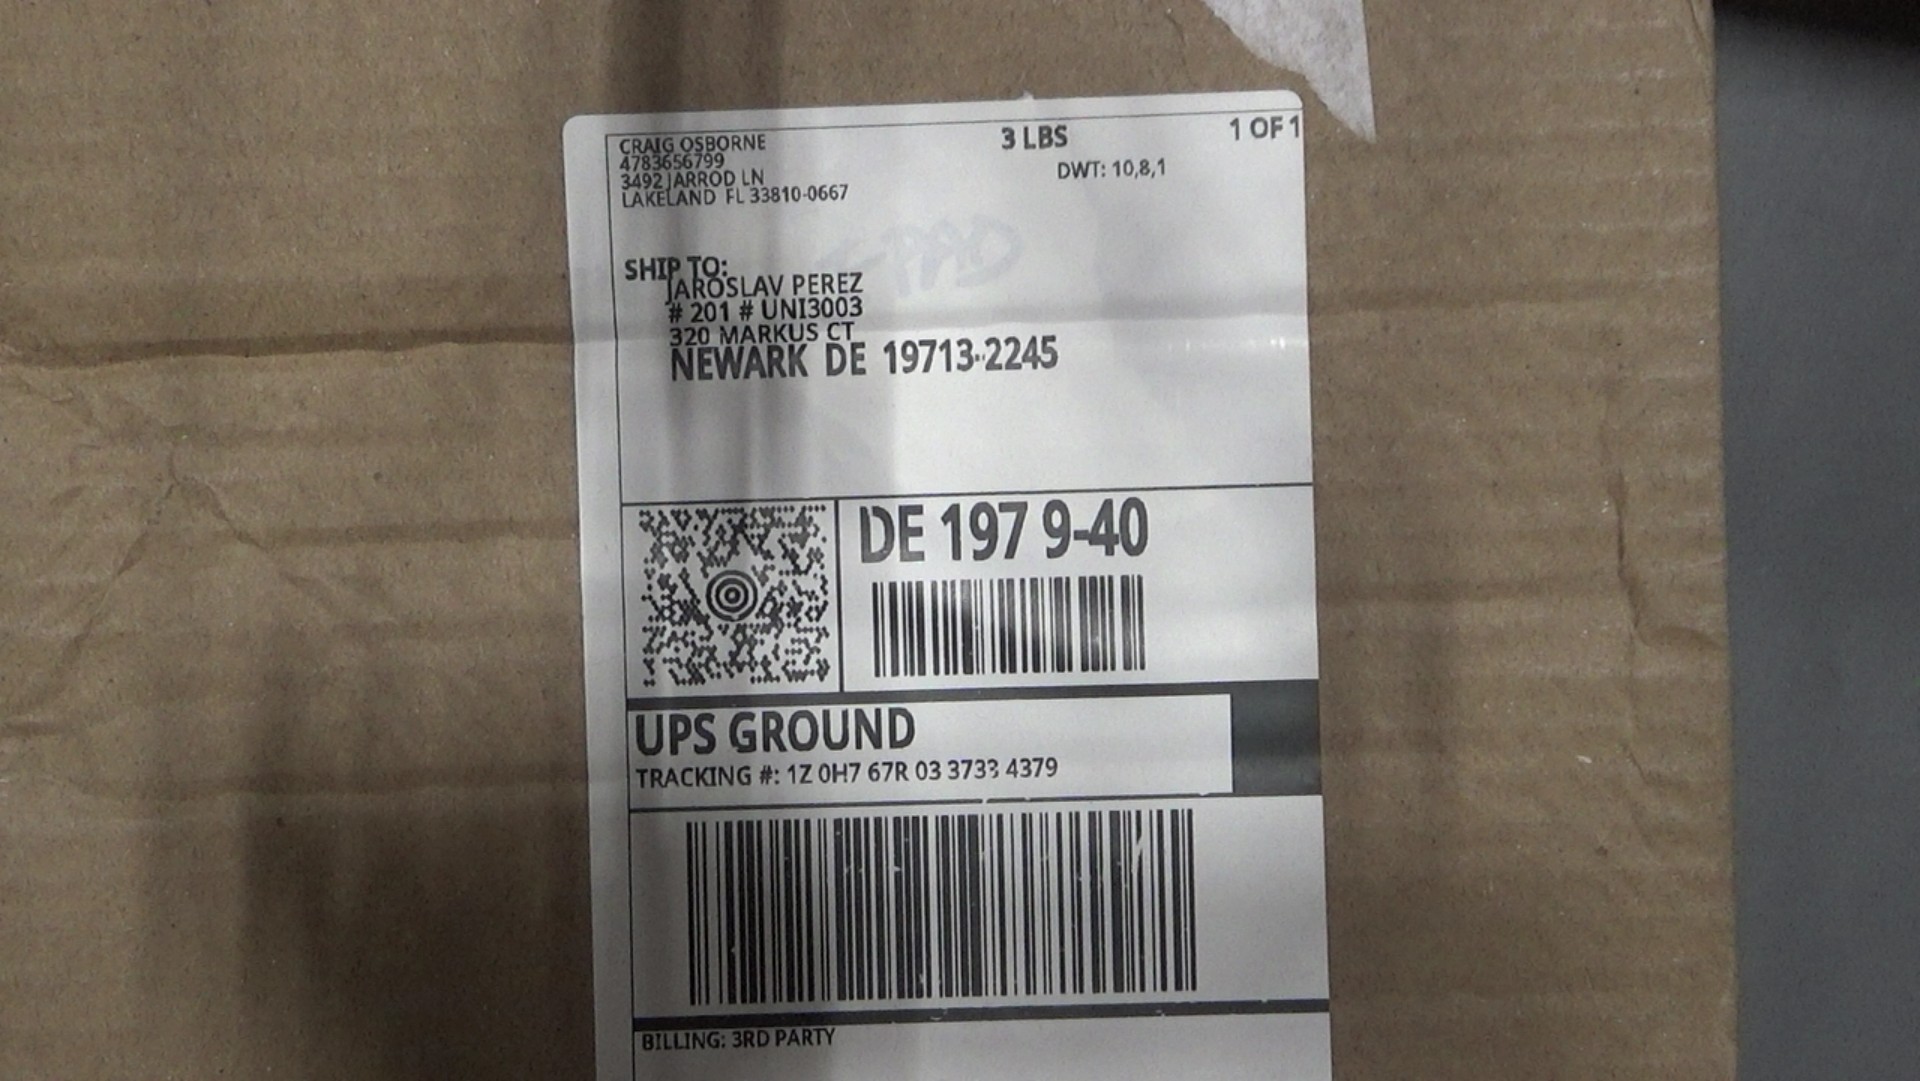 CRAIG OSBORNE
4783656799
3492 JARROD LN
LAKELAND FL 33810-0667
3 LBS
1 OF 1
DWT: 10,8,1
SHIP TO:
JAROSLAV PEREZ
# 201 # UNI3003
320 MARKUS CT
NEWARK DE 19713-2245
DE 197 9-40
UPS GROUND
TRACKING #: 1Z 0H7 67R 03 3733 4379
BILLING: 3RD PARTY